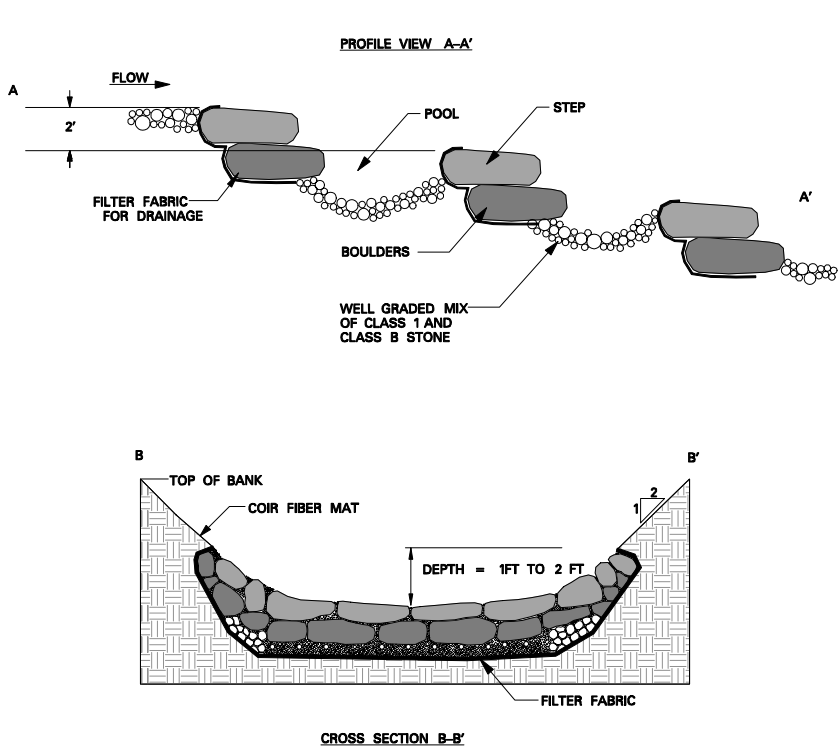 PROFILE VIEW A-A'
FLOW
A
2'
POOL
STEP
FILTER FABRIC
FOR DRAINAGE
A'
BOULDERS
WELL GRADED MIX
OF CLASS 1 AND
CLASS B STONE
B
B'
TOP OF BANK
COIR FIBER MAT
2
1
DEPTH = 1FT TO 2 FT
FILTER FABRIC
CROSS SECTION B-B'